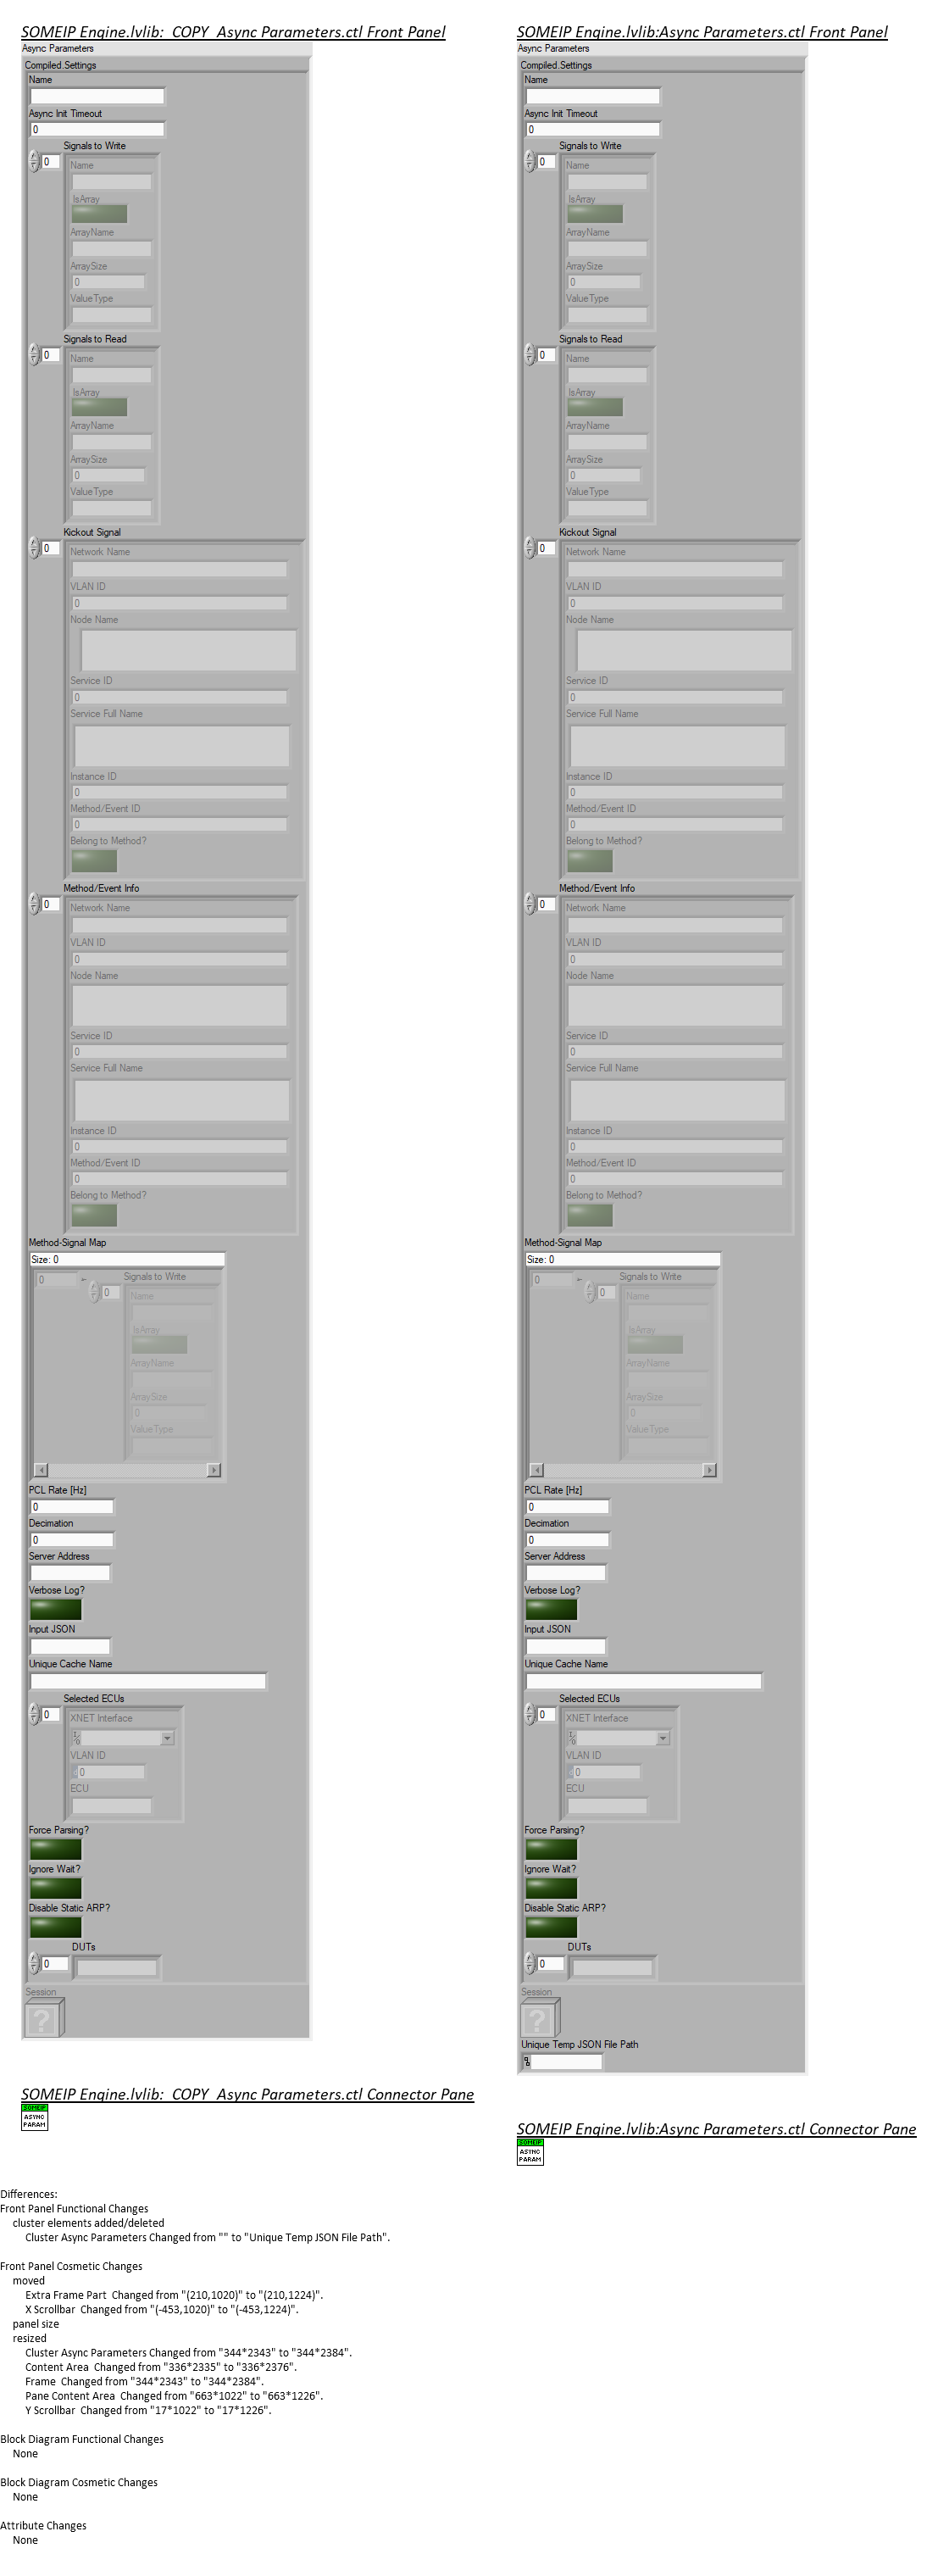 SOMEIP Engine.lvlib:_COPY_Async Parameters.ctl Front Panel
Async Parameters
Compiled.Settings
Name
Async Init Timeout
0
Signals to Write
0
Name
IsArray
ArrayName
ArraySize
0
ValueType
Signals to Read
0
Name
IsArray
ArrayName
ArraySize
0
ValueType
Kickout Signal
0
Network Name
VLAN ID
0
Node Name
Service ID
0
Service Full Name
Instance ID
0
Method/Event ID
0
Belong to Method?
Method/Event Info
0
Network Name
VLAN ID
0
Node Name
Service ID
0
Service Full Name
Instance ID
0
Method/Event ID
0
Belong to Method?
Method-Signal Map
Size: 0
0
Signals to Write
0
Name
IsArray
ArrayName
ArraySize
0
ValueType
PCL Rate [Hz]
0
Decimation
0
Server Address
Verbose Log?
Input JSON
Unique Cache Name
Selected ECUs
0
XNET Interface
VLAN ID
0
ECU
Force Parsing?
Ignore Wait?
Disable Static ARP?
DUTs
0
Session
?
SOMEIP Engine.lvlib:_COPY_Async Parameters.ctl Connector Pane
SOMEIP
ASYNC
PARAM
SOMEIP Engine.lvlib:Async Parameters.ctl Front Panel
Async Parameters
Compiled.Settings
Name
Async Init Timeout
0
Signals to Write
0
Name
IsArray
ArrayName
ArraySize
0
ValueType
Signals to Read
0
Name
IsArray
ArrayName
ArraySize
0
ValueType
Kickout Signal
0
Network Name
VLAN ID
0
Node Name
Service ID
0
Service Full Name
Instance ID
0
Method/Event ID
0
Belong to Method?
Method/Event Info
0
Network Name
VLAN ID
0
Node Name
Service ID
0
Service Full Name
Instance ID
0
Method/Event ID
0
Belong to Method?
Method-Signal Map
Size: 0
0
Signals to Write
0
Name
IsArray
ArrayName
ArraySize
0
ValueType
PCL Rate [Hz]
0
Decimation
0
Server Address
Verbose Log?
Input JSON
Unique Cache Name
Selected ECUs
0
XNET Interface
VLAN ID
0
ECU
Force Parsing?
Ignore Wait?
Disable Static ARP?
DUTs
0
Session
?
Unique Temp JSON File Path
SOMEIP Engine.lvlib:Async Parameters.ctl Connector Pane
SOMEIP
ASYNC
PARAM
Differences:
Front Panel Functional Changes
cluster elements added/deleted
Cluster Async Parameters Changed from "" to "Unique Temp JSON File Path".
Front Panel Cosmetic Changes
moved
Extra Frame Part  Changed from "(210,1020)" to "(210,1224)".
X Scrollbar  Changed from "(-453,1020)" to "(-453,1224)".
panel size
resized
Cluster Async Parameters Changed from "344*2343" to "344*2384".
Content Area  Changed from "336*2335" to "336*2376".
Frame  Changed from "344*2343" to "344*2384".
Pane Content Area  Changed from "663*1022" to "663*1226".
Y Scrollbar  Changed from "17*1022" to "17*1226".
Block Diagram Functional Changes
None
Block Diagram Cosmetic Changes
None
Attribute Changes
None